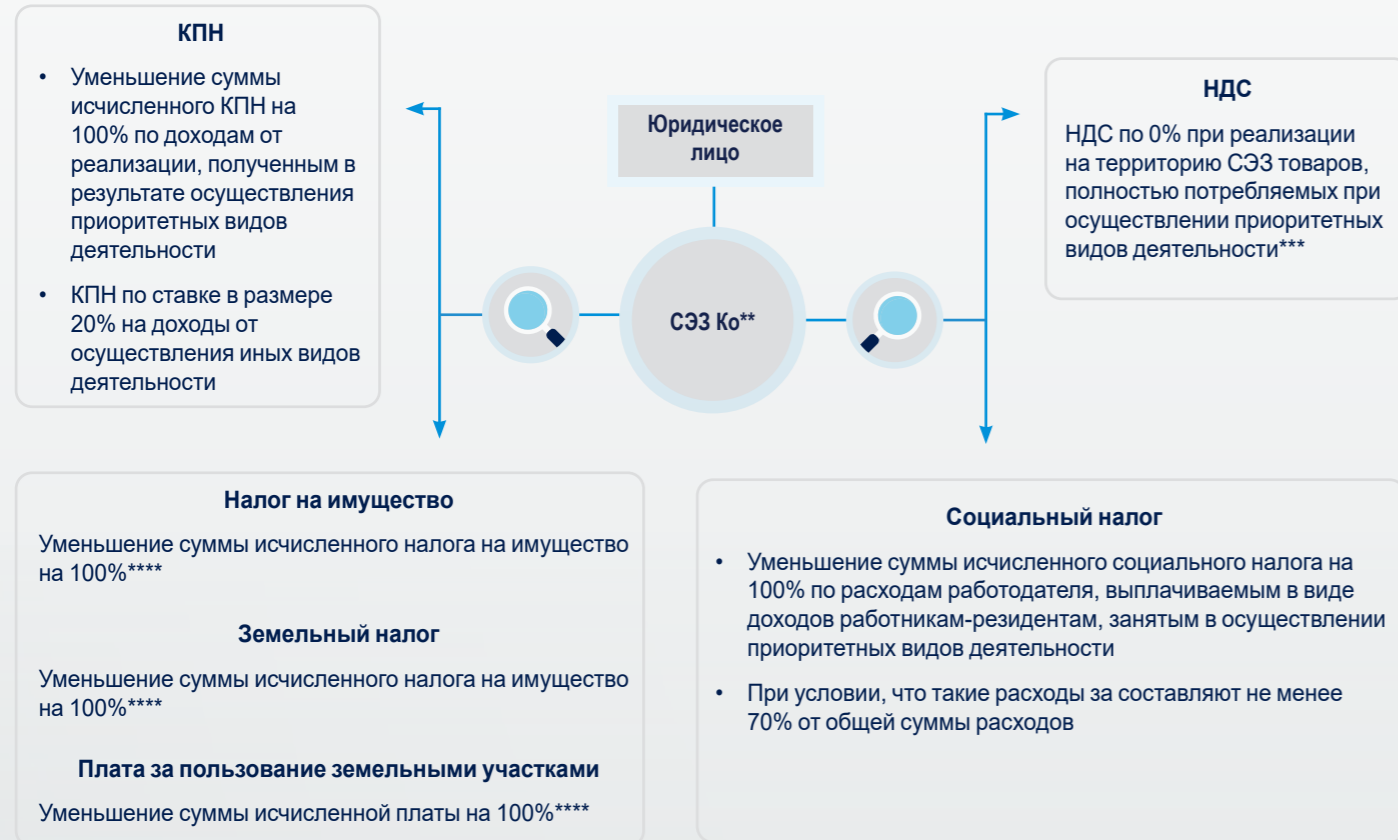 КПН
• Уменьшение суммы
исчисленного КПН на
100% по доходам от
реализации, полученным в
результате осуществления
приоритетных видов
деятельности
• КПН по ставке в размере
20% на доходы от
осуществления иных видов
деятельности
Юридическое
лицо
СЭЗ Ко**
НДС
НДС по 0% при реализации
на территорию СЭЗ товаров,
полностью потребляемых при
осуществлении приоритетных
видов деятельности***
Налог на имущество
Уменьшение суммы исчисленного налога на имущество
на 100%****
Земельный налог
Уменьшение суммы исчисленного налога на имущество
на 100%****
Плата за пользование земельными участками
Уменьшение суммы исчисленной платы на 100%****
Социальный налог
• Уменьшение суммы исчисленного социального налога на
100% по расходам работодателя, выплачиваемым в виде
доходов работникам-резидентам, занятым в осуществлении
приоритетных видов деятельности
• При условии, что такие расходы за составляют не менее
70% от общей суммы расходов